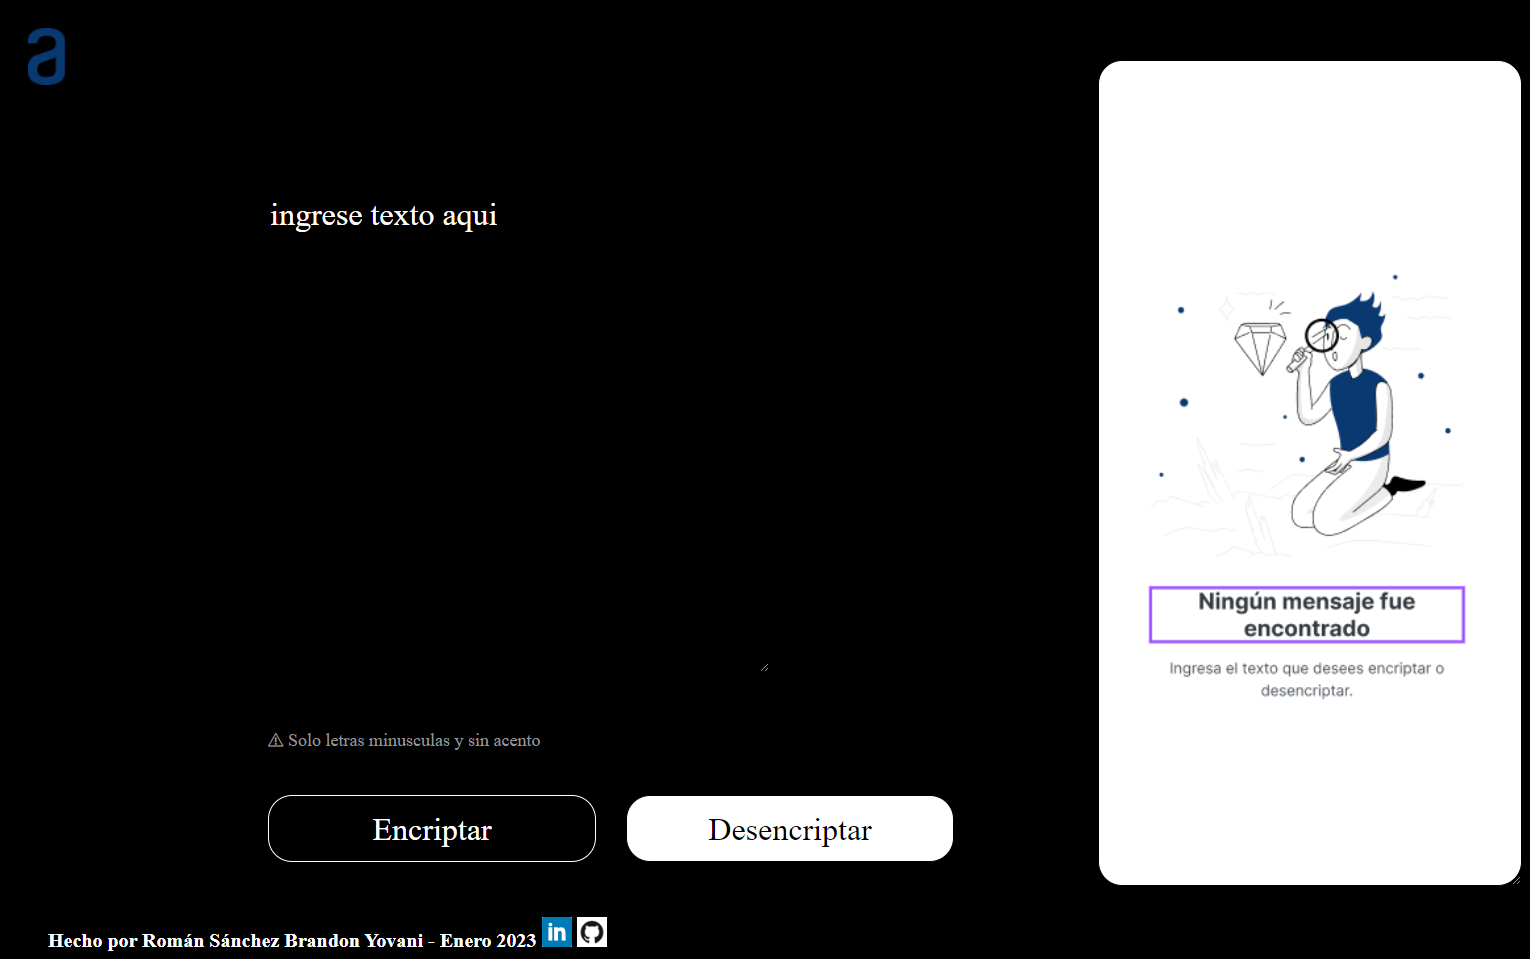 a
ingrese texto aqui
Ningún mensaje fue
encontrado
Ingresa el texto que desees encriptar o
desencriptar.
⚠ Solo letras minusculas y sin acento
Encriptar
Desencriptar
Hecho por Román Sánchez Brandon Yovani - Enero 2023 in